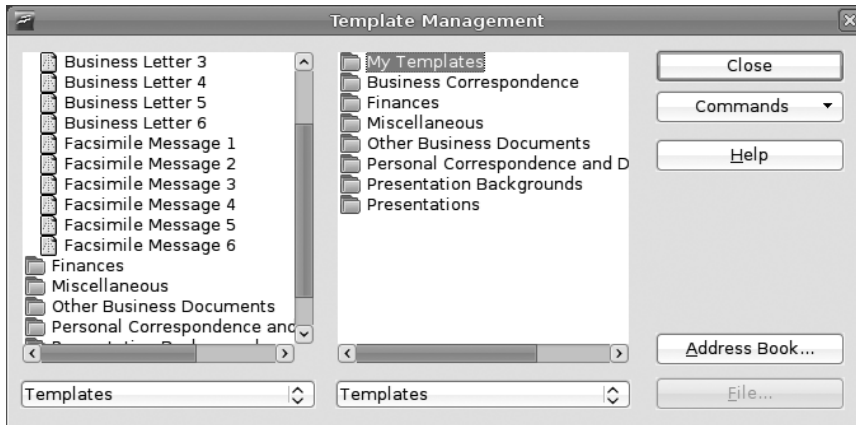 Template Management
Business Letter 3
Business Letter 4
Business Letter 5
Business Letter 6
Facsimile Message 1
Facsimile Message 2
Facsimile Message 3
Facsimile Message 4
Facsimile Message 5
Facsimile Message 6
Finances
Miscellaneous
Other Business Documents
Personal Correspondence and
Templates
My Templates
Business Correspondence
Finances
Miscellaneous
Other Business Documents
Personal Correspondence and D
Presentation Backgrounds
Presentations
Templates
Close
Commands
Help
Address Book...
File...